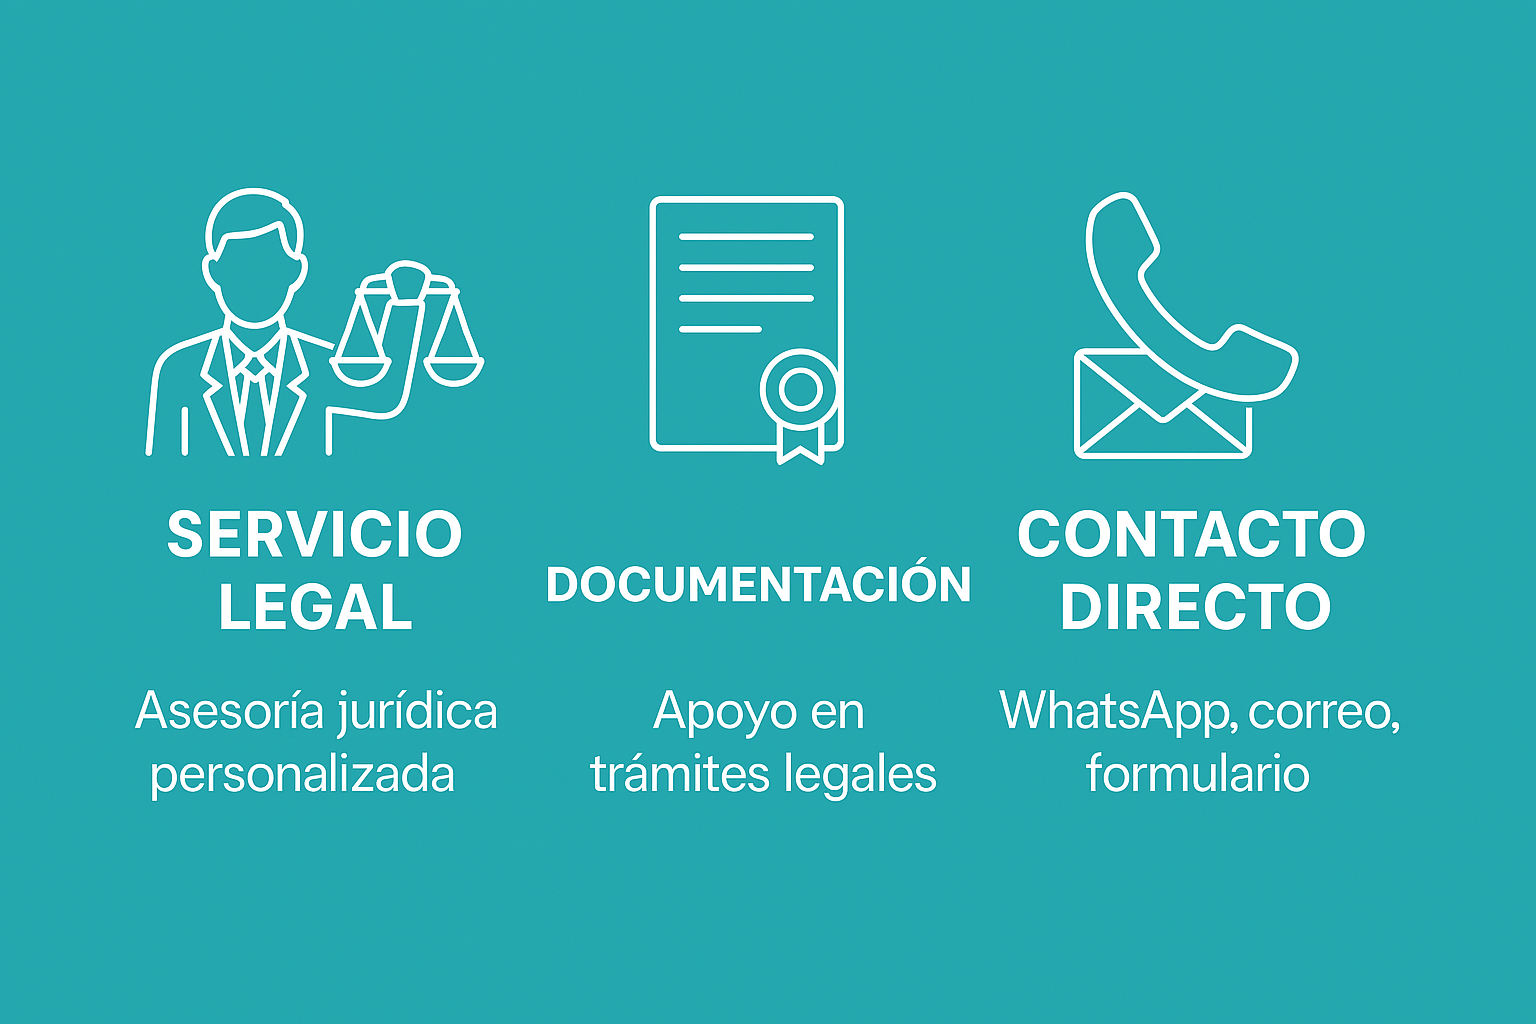 SERVICIO
LEGAL
Asesoría jurídica
personalizada
DOCUMENTACIÓN
Apoyo en
trámites legales
CONTACTO
DIRECTO
WhatsApp, correo,
formulario